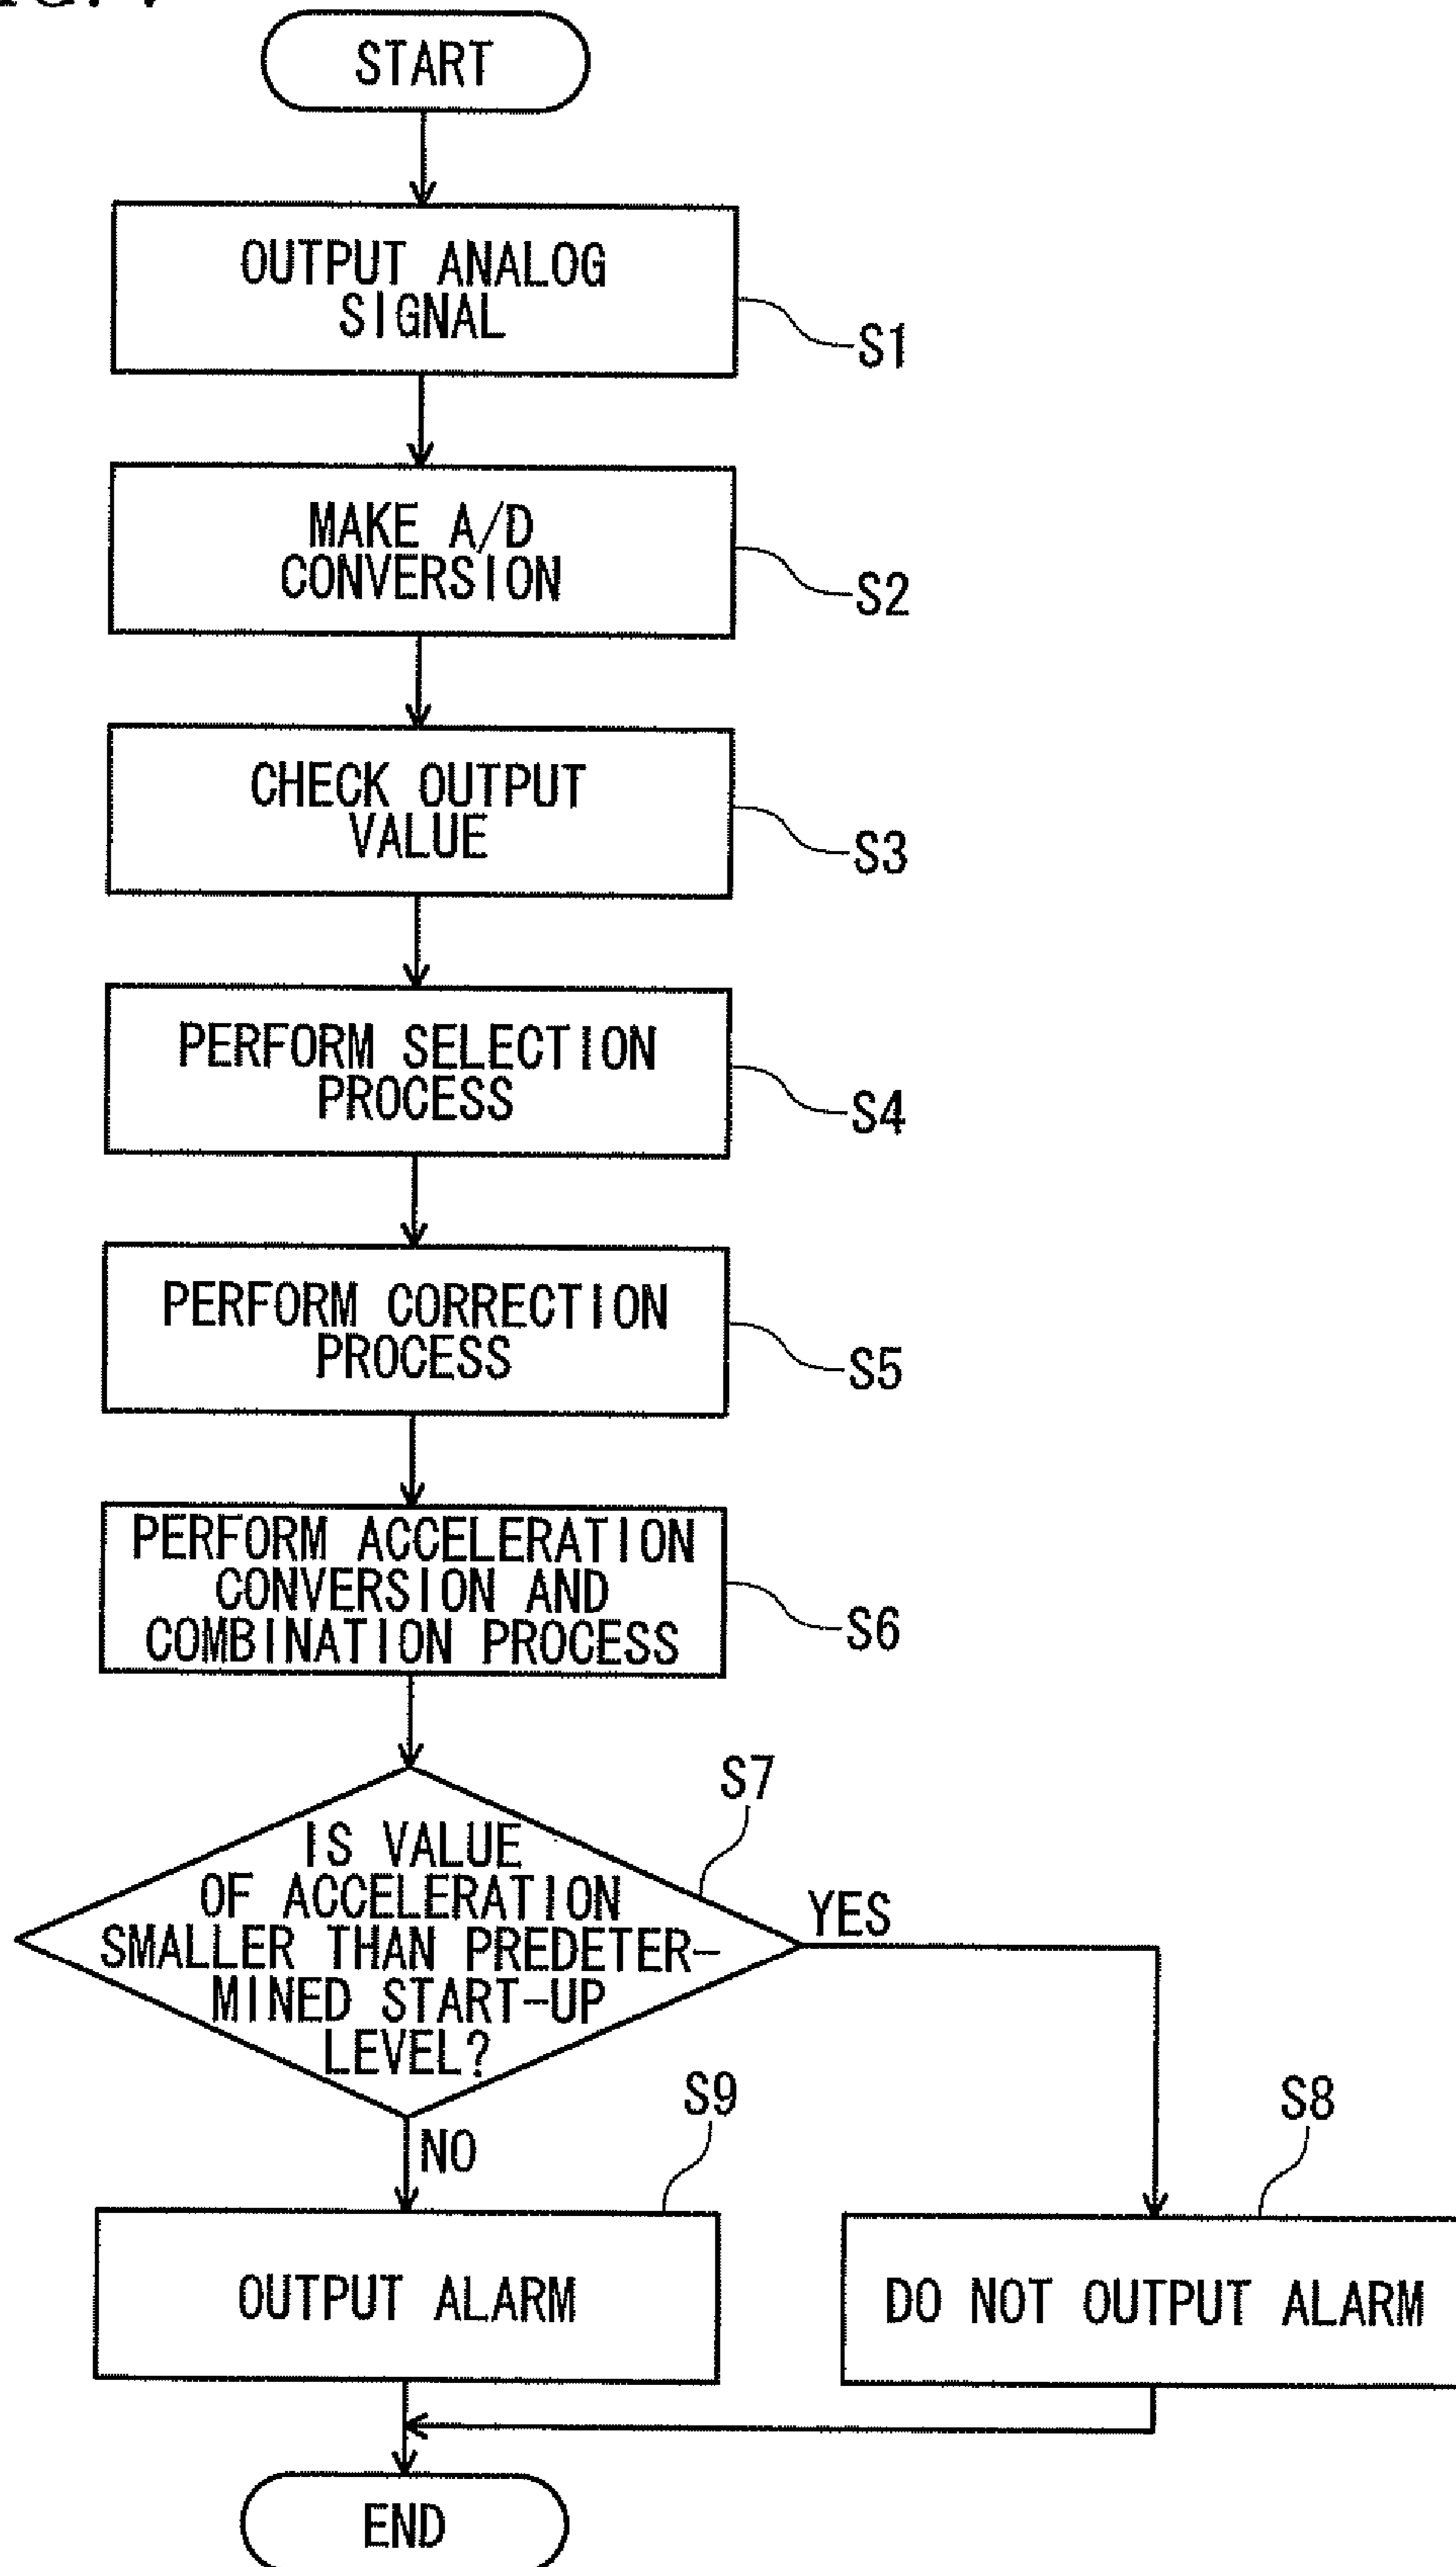 START
OUTPUT ANALOG
SIGNAL
S1
MAKE A/D
CONVERSION
S2
CHECK OUTPUT
VALUE
S3
PERFORM SELECTION
PROCESS
S4
PERFORM CORRECTION
PROCESS
S5
PERFORM ACCELERATION
CONVERSION AND
COMBINATION PROCESS
S6
S7
IS VALUE
OF ACCELERATION
SMALLER THAN PREDETER-
MINED START-UP
LEVEL?
YES
NO
S9
S8
OUTPUT ALARM
DO NOT OUTPUT ALARM
END